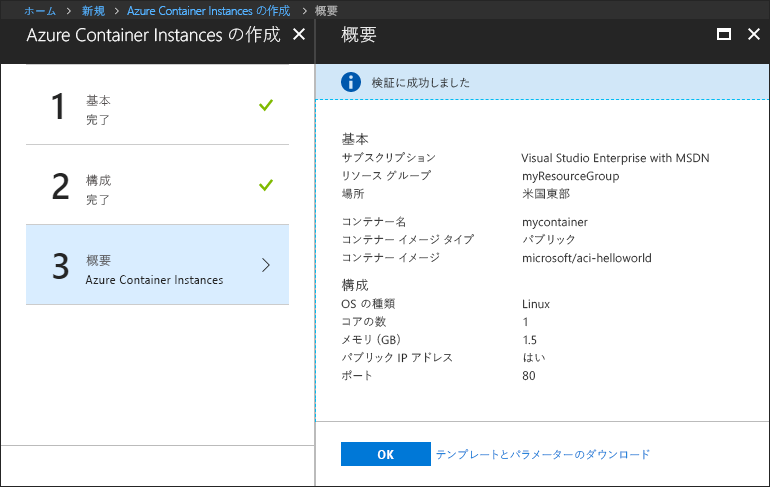 ホーム > 新規 > Azure Container Instances の作成 > 概要
Azure Container Instances の作成
1
基本
完了
2
構成
完了
3
概要
Azure Container Instances
概要
検証に成功しました
基本
サブスクリプション Visual Studio Enterprise with MSDN
リソース グループ myResourceGroup
場所 米国東部
コンテナー名 mycontainer
コンテナー イメージ タイプ パブリック
コンテナー イメージ microsoft/aci-helloworld
構成
OS の種類 Linux
コアの数 1
メモリ (GB) 1.5
パブリック IP アドレス はい
ポート 80
OK テンプレートとパラメーターのダウンロード